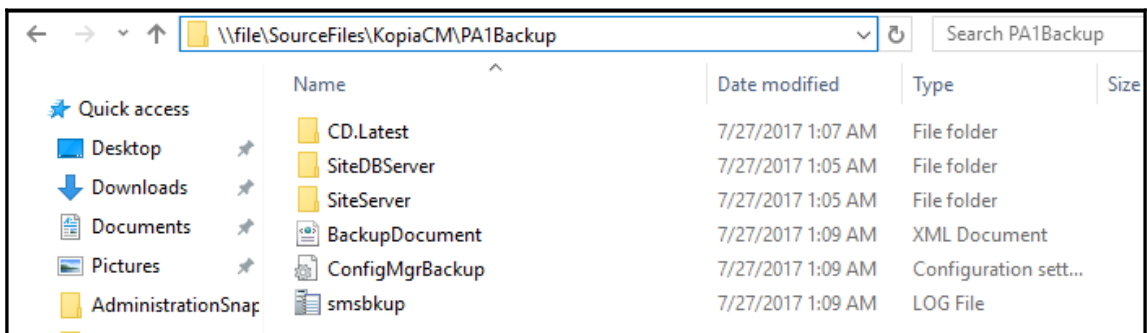 \\file\SourceFiles\KopiaCM\PA1Backup
Search PA1Backup
Name Date modified Type Size
Quick access
CD.Latest 7/27/2017 1:07 AM File folder
Desktop
SiteDBServer 7/27/2017 1:05 AM File folder
Downloads
SiteServer 7/27/2017 1:05 AM File folder
Documents
BackupDocument 7/27/2017 1:09 AM XML Document
Pictures
ConfigMgrBackup 7/27/2017 1:09 AM Configuration sett...
AdministrationSnap
smsbkup 7/27/2017 1:09 AM LOG File